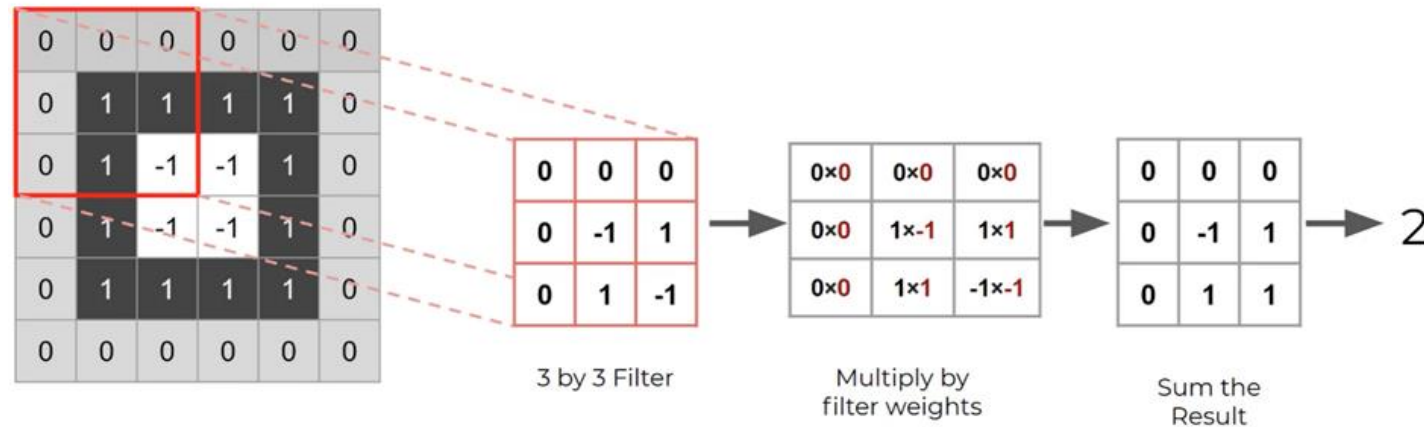 0 0 0 0 0 0
0 1 1 1 1 0
0 1 -1 -1 1 0
0 1 -1 -1 1 0
0 1 1 1 1 0
0 0 0 0 0 0
0 0 0
0 -1 1
0 1 -1
3 by 3 Filter
0×0 0×0 0×0
0×0 1×-1 1×1
0×0 1×1 -1×-1
Multiply by
filter weights
0 0 0
0 -1 1
0 1 1
Sum the
Result
2